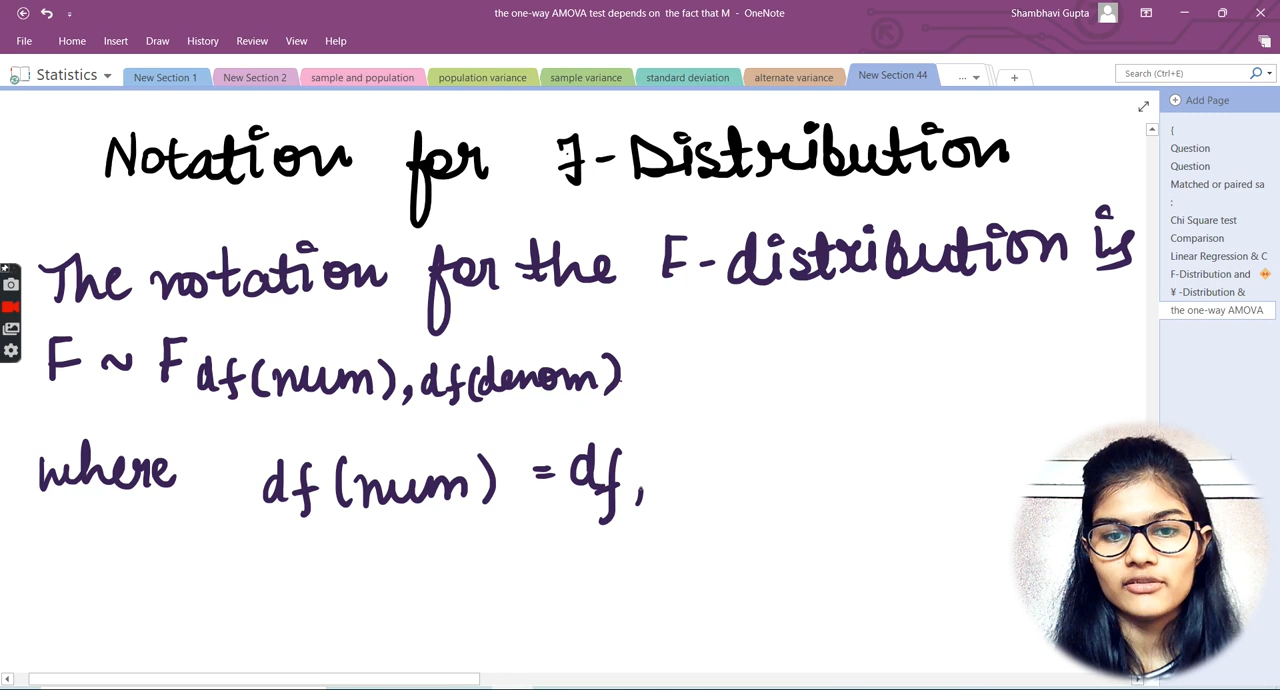 the one-way AMOVA test depends on the fact that M - OneNote
Shambhavi Gupta
File Home Insert Draw History Review View Help
Statistics
New Section 1 New Section 2 sample and population population variance sample variance standard deviation alternate variance New Section 44 ... +
Search (Ctrl+E)
Add Page
{
Question
Question
Matched or paired sa
:
Chi Square test
Comparison
Linear Regression & C
F-Distribution and
¥ -Distribution &
the one-way AMOVA
Notation for F-Distribution
The notation for the F-distribution is
F ~ F df(num), df(denom)
where df(num) = df,